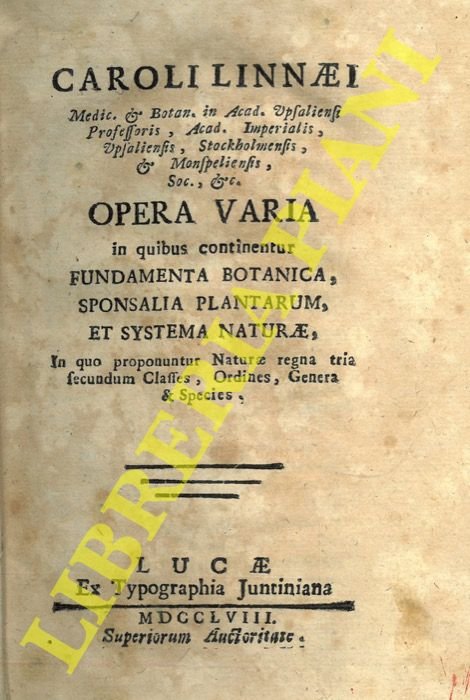 CAROLI LINNÆI
Medic. & Botan. in Acad. Vpſalienſi
Profeſſoris, Acad. Imperialis,
Vpſalienſis, Stockholmenſis,
& Monſpelienſis,
Soc., &c.
OPERA VARIA
in quibus continentur
FUNDAMENTA BOTANICA,
SPONSALIA PLANTARUM,
ET SYSTEMA NATURÆ,
In quo proponuntur Naturæ regna tria
ſecundum Claſſes, Ordines, Genera
& Species.
LUCÆ
Ex Typographia Juntiniana
MDCCLVIII.
Superiorum Auctoritate.
LIBRERIA PIANI